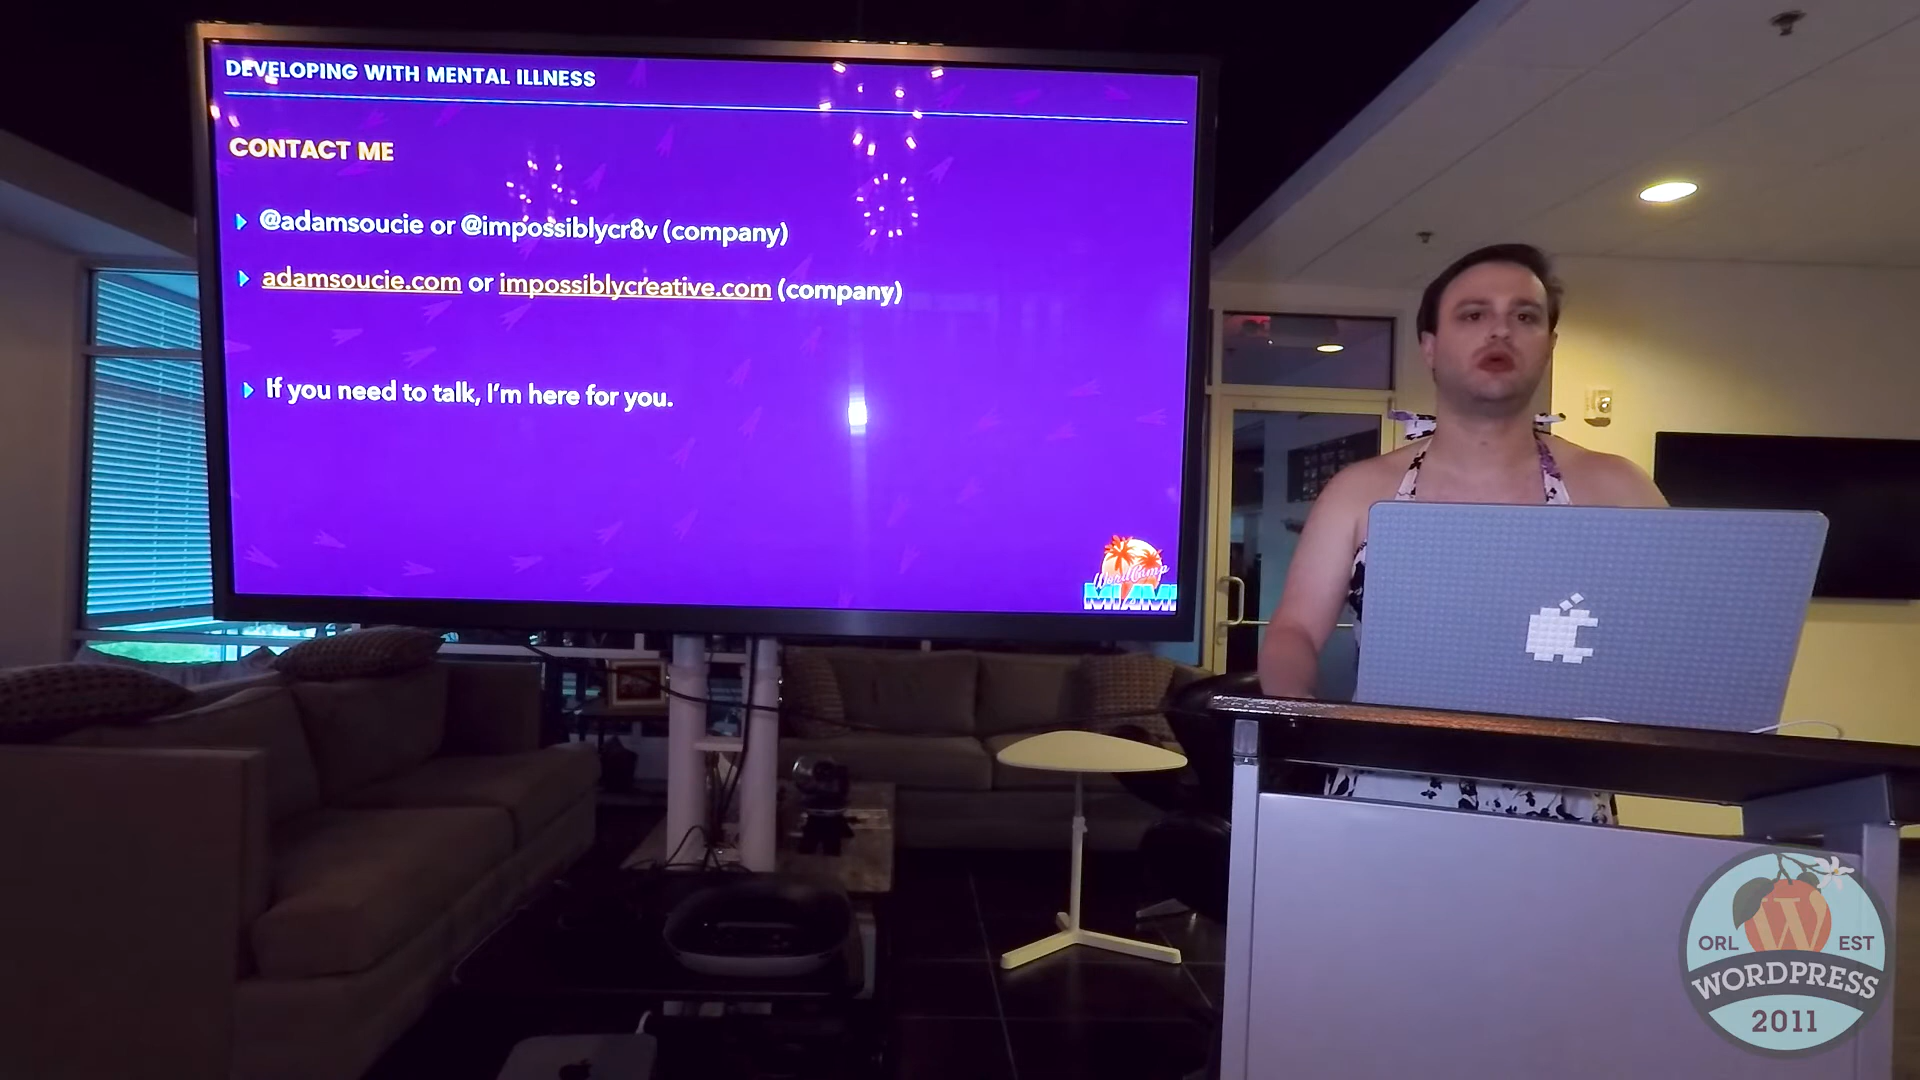 DEVELOPING WITH MENTAL ILLNESS
CONTACT ME
@adamsoucie or @impossiblycr8v (company)
adamsoucie.com or impossiblycreative.com (company)
If you need to talk, I'm here for you.
WordCamp
MIAMI
ORL W EST
WORDPRESS
2011